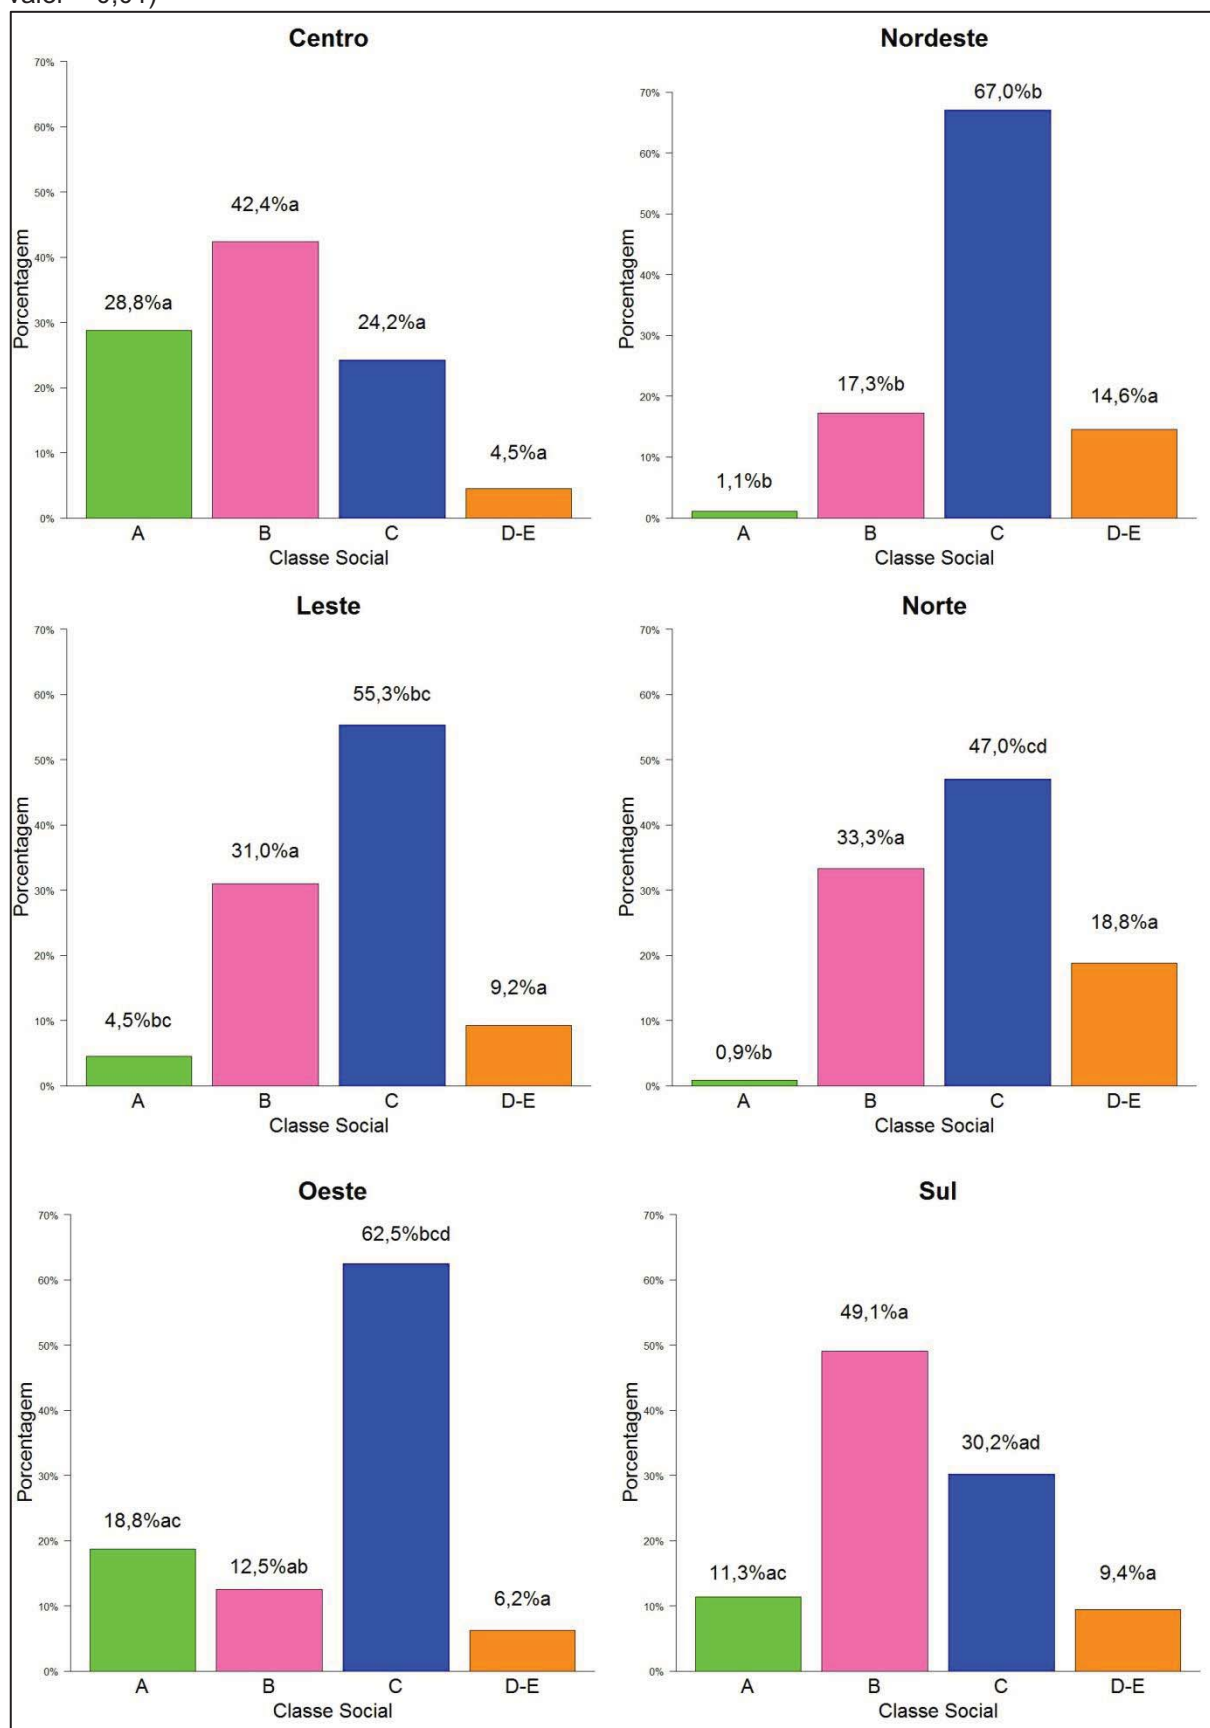 Centro
70%
60%
50%
40%
30%
20%
10%
0%
Porcentagem
28,8%a
42,4%a
24,2%a
4,5%a
A B C D-E
Classe Social
Nordeste
70%
60%
50%
40%
30%
20%
10%
0%
Porcentagem
1,1%b
17,3%b
67,0%b
14,6%a
A B C D-E
Classe Social
Leste
70%
60%
50%
40%
30%
20%
10%
0%
Porcentagem
4,5%bc
31,0%a
55,3%bc
9,2%a
A B C D-E
Classe Social
Norte
70%
60%
50%
40%
30%
20%
10%
0%
Porcentagem
0,9%b
33,3%a
47,0%cd
18,8%a
A B C D-E
Classe Social
Oeste
70%
60%
50%
40%
30%
20%
10%
0%
Porcentagem
18,8%ac
12,5%ab
62,5%bcd
6,2%a
A B C D-E
Classe Social
Sul
70%
60%
50%
40%
30%
20%
10%
0%
Porcentagem
11,3%ac
49,1%a
30,2%ad
9,4%a
A B C D-E
Classe Social